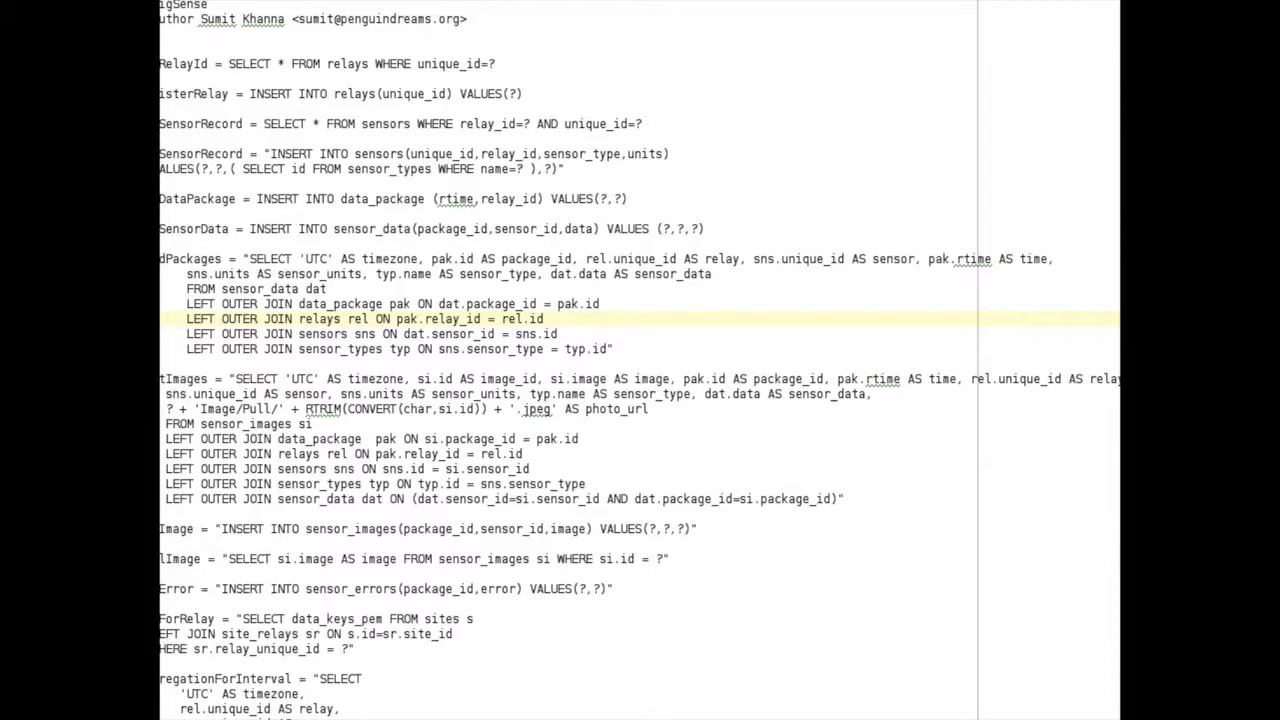 igSense
uthor Sumit Khanna <sumit@penguindreams.org>
RelayId = SELECT * FROM relays WHERE unique_id=?
isterRelay = INSERT INTO relays(unique_id) VALUES(?)
SensorRecord = SELECT * FROM sensors WHERE relay_id=? AND unique_id=?
SensorRecord = "INSERT INTO sensors(unique_id,relay_id,sensor_type,units)
ALUES(?,?,( SELECT id FROM sensor_types WHERE name=? ),?)"
DataPackage = INSERT INTO data_package (rtime,relay_id) VALUES(?,?)
SensorData = INSERT INTO sensor_data(package_id,sensor_id,data) VALUES (?,?,?)
dPackages = "SELECT 'UTC' AS timezone, pak.id AS package_id, rel.unique_id AS relay, sns.unique_id AS sensor, pak.rtime AS time,
sns.units AS sensor_units, typ.name AS sensor_type, dat.data AS sensor_data
FROM sensor_data dat
LEFT OUTER JOIN data_package pak ON dat.package_id = pak.id
LEFT OUTER JOIN relays rel ON pak.relay_id = rel.id
LEFT OUTER JOIN sensors sns ON dat.sensor_id = sns.id
LEFT OUTER JOIN sensor_types typ ON sns.sensor_type = typ.id"
tImages = "SELECT 'UTC' AS timezone, si.id AS image_id, si.image AS image, pak.id AS package_id, pak.rtime AS time, rel.unique_id AS relay
sns.unique_id AS sensor, sns.units AS sensor_units, typ.name AS sensor_type, dat.data AS sensor_data,
? + 'Image/Pull/' + RTRIM(CONVERT(char,si.id)) + '.jpeg' AS photo_url
FROM sensor_images si
LEFT OUTER JOIN data_package  pak ON si.package_id = pak.id
LEFT OUTER JOIN relays rel ON pak.relay_id = rel.id
LEFT OUTER JOIN sensors sns ON sns.id = si.sensor_id
LEFT OUTER JOIN sensor_types typ ON typ.id = sns.sensor_type
LEFT OUTER JOIN sensor_data dat ON (dat.sensor_id=si.sensor_id AND dat.package_id=si.package_id)"
Image = "INSERT INTO sensor_images(package_id,sensor_id,image) VALUES(?,?,?)"
lImage = "SELECT si.image AS image FROM sensor_images si WHERE si.id = ?"
Error = "INSERT INTO sensor_errors(package_id,error) VALUES(?,?)"
ForRelay = "SELECT data_keys_pem FROM sites s
EFT JOIN site_relays sr ON s.id=sr.site_id
HERE sr.relay_unique_id = ?"
regationForInterval = "SELECT
'UTC' AS timezone,
rel.unique_id AS relay,